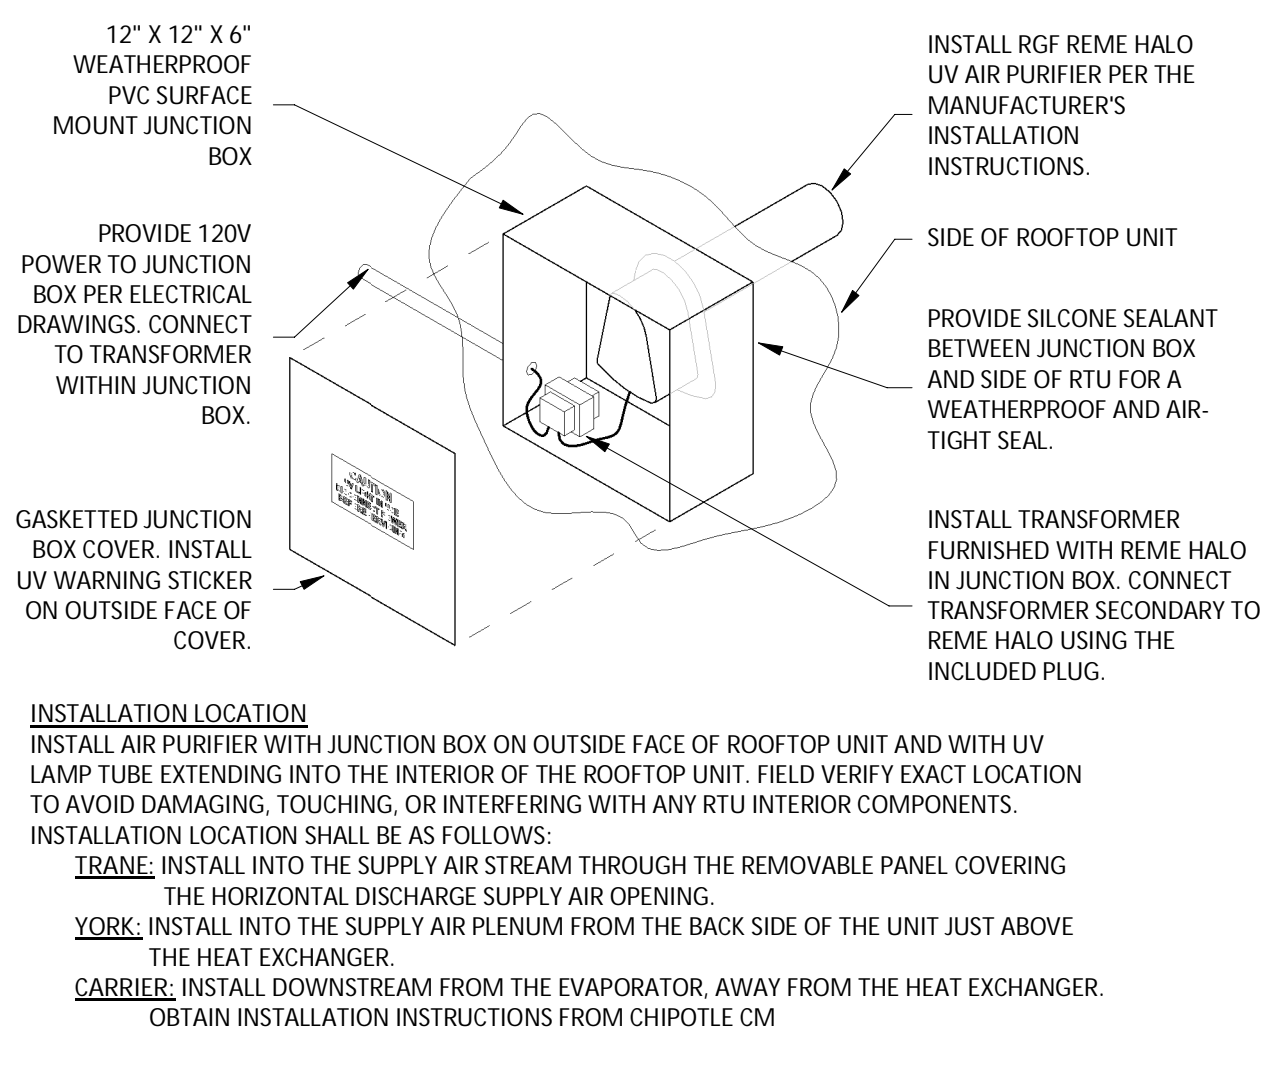 12" X 12" X 6"
WEATHERPROOF
PVC SURFACE
MOUNT JUNCTION
BOX
PROVIDE 120V
POWER TO JUNCTION
BOX PER ELECTRICAL
DRAWINGS. CONNECT
TO TRANSFORMER
WITHIN JUNCTION
BOX.
GASKETTED JUNCTION
BOX COVER. INSTALL
UV WARNING STICKER
ON OUTSIDE FACE OF
COVER.
CAUTION
INSTALL RGF REME HALO
UV AIR PURIFIER PER THE
MANUFACTURER'S
INSTALLATION
INSTRUCTIONS.
SIDE OF ROOFTOP UNIT
PROVIDE SILCONE SEALANT
BETWEEN JUNCTION BOX
AND SIDE OF RTU FOR A
WEATHERPROOF AND AIR-
TIGHT SEAL.
INSTALL TRANSFORMER
FURNISHED WITH REME HALO
IN JUNCTION BOX. CONNECT
TRANSFORMER SECONDARY TO
REME HALO USING THE
INCLUDED PLUG.
INSTALLATION LOCATION
INSTALL AIR PURIFIER WITH JUNCTION BOX ON OUTSIDE FACE OF ROOFTOP UNIT AND WITH UV
LAMP TUBE EXTENDING INTO THE INTERIOR OF THE ROOFTOP UNIT. FIELD VERIFY EXACT LOCATION
TO AVOID DAMAGING, TOUCHING, OR INTERFERING WITH ANY RTU INTERIOR COMPONENTS.
INSTALLATION LOCATION SHALL BE AS FOLLOWS:
TRANE: INSTALL INTO THE SUPPLY AIR STREAM THROUGH THE REMOVABLE PANEL COVERING
THE HORIZONTAL DISCHARGE SUPPLY AIR OPENING.
YORK: INSTALL INTO THE SUPPLY AIR PLENUM FROM THE BACK SIDE OF THE UNIT JUST ABOVE
THE HEAT EXCHANGER.
CARRIER: INSTALL DOWNSTREAM FROM THE EVAPORATOR, AWAY FROM THE HEAT EXCHANGER.
OBTAIN INSTALLATION INSTRUCTIONS FROM CHIPOTLE CM